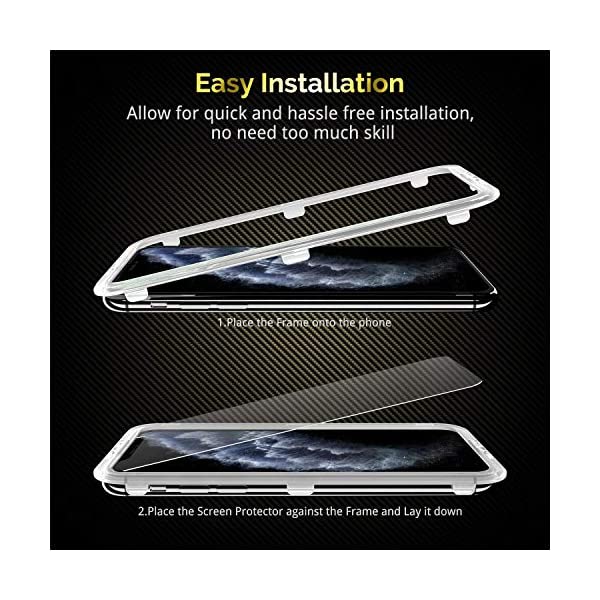 Easy Installation
Allow for quick and hassle free installation,
no need too much skill
1.Place the Frame onto the phone
2.Place the Screen Protector against the Frame and Lay it down